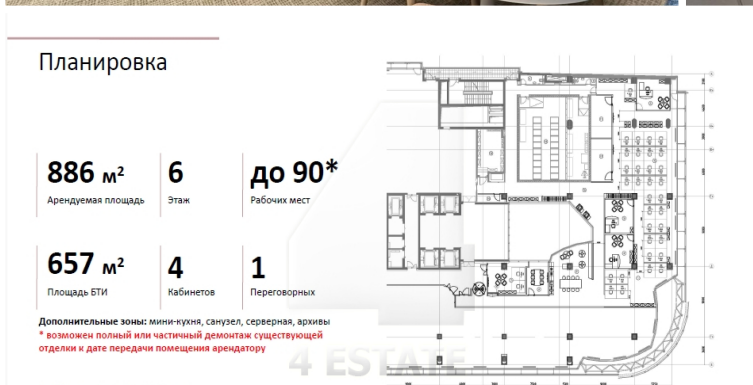 Планировка
886 м²
Арендуемая площадь
6
Этаж
до 90*
Рабочих мест
657 м²
Площадь БТИ
4
Кабинетов
1
Переговорных
Дополнительные зоны: мини-кухня, санузел, серверная, архивы
* возможен полный или частичный демонтаж существующей
отделки к дате передачи помещения арендатору
4 ESTATE